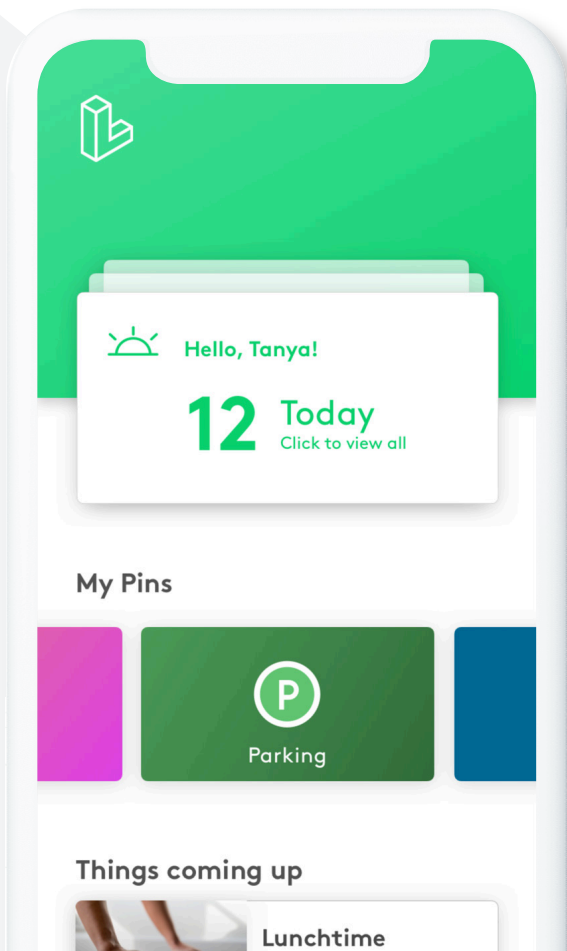 Hello, Tanya!
12 Today
Click to view all
My Pins
P
Parking
Things coming up
Lunchtime